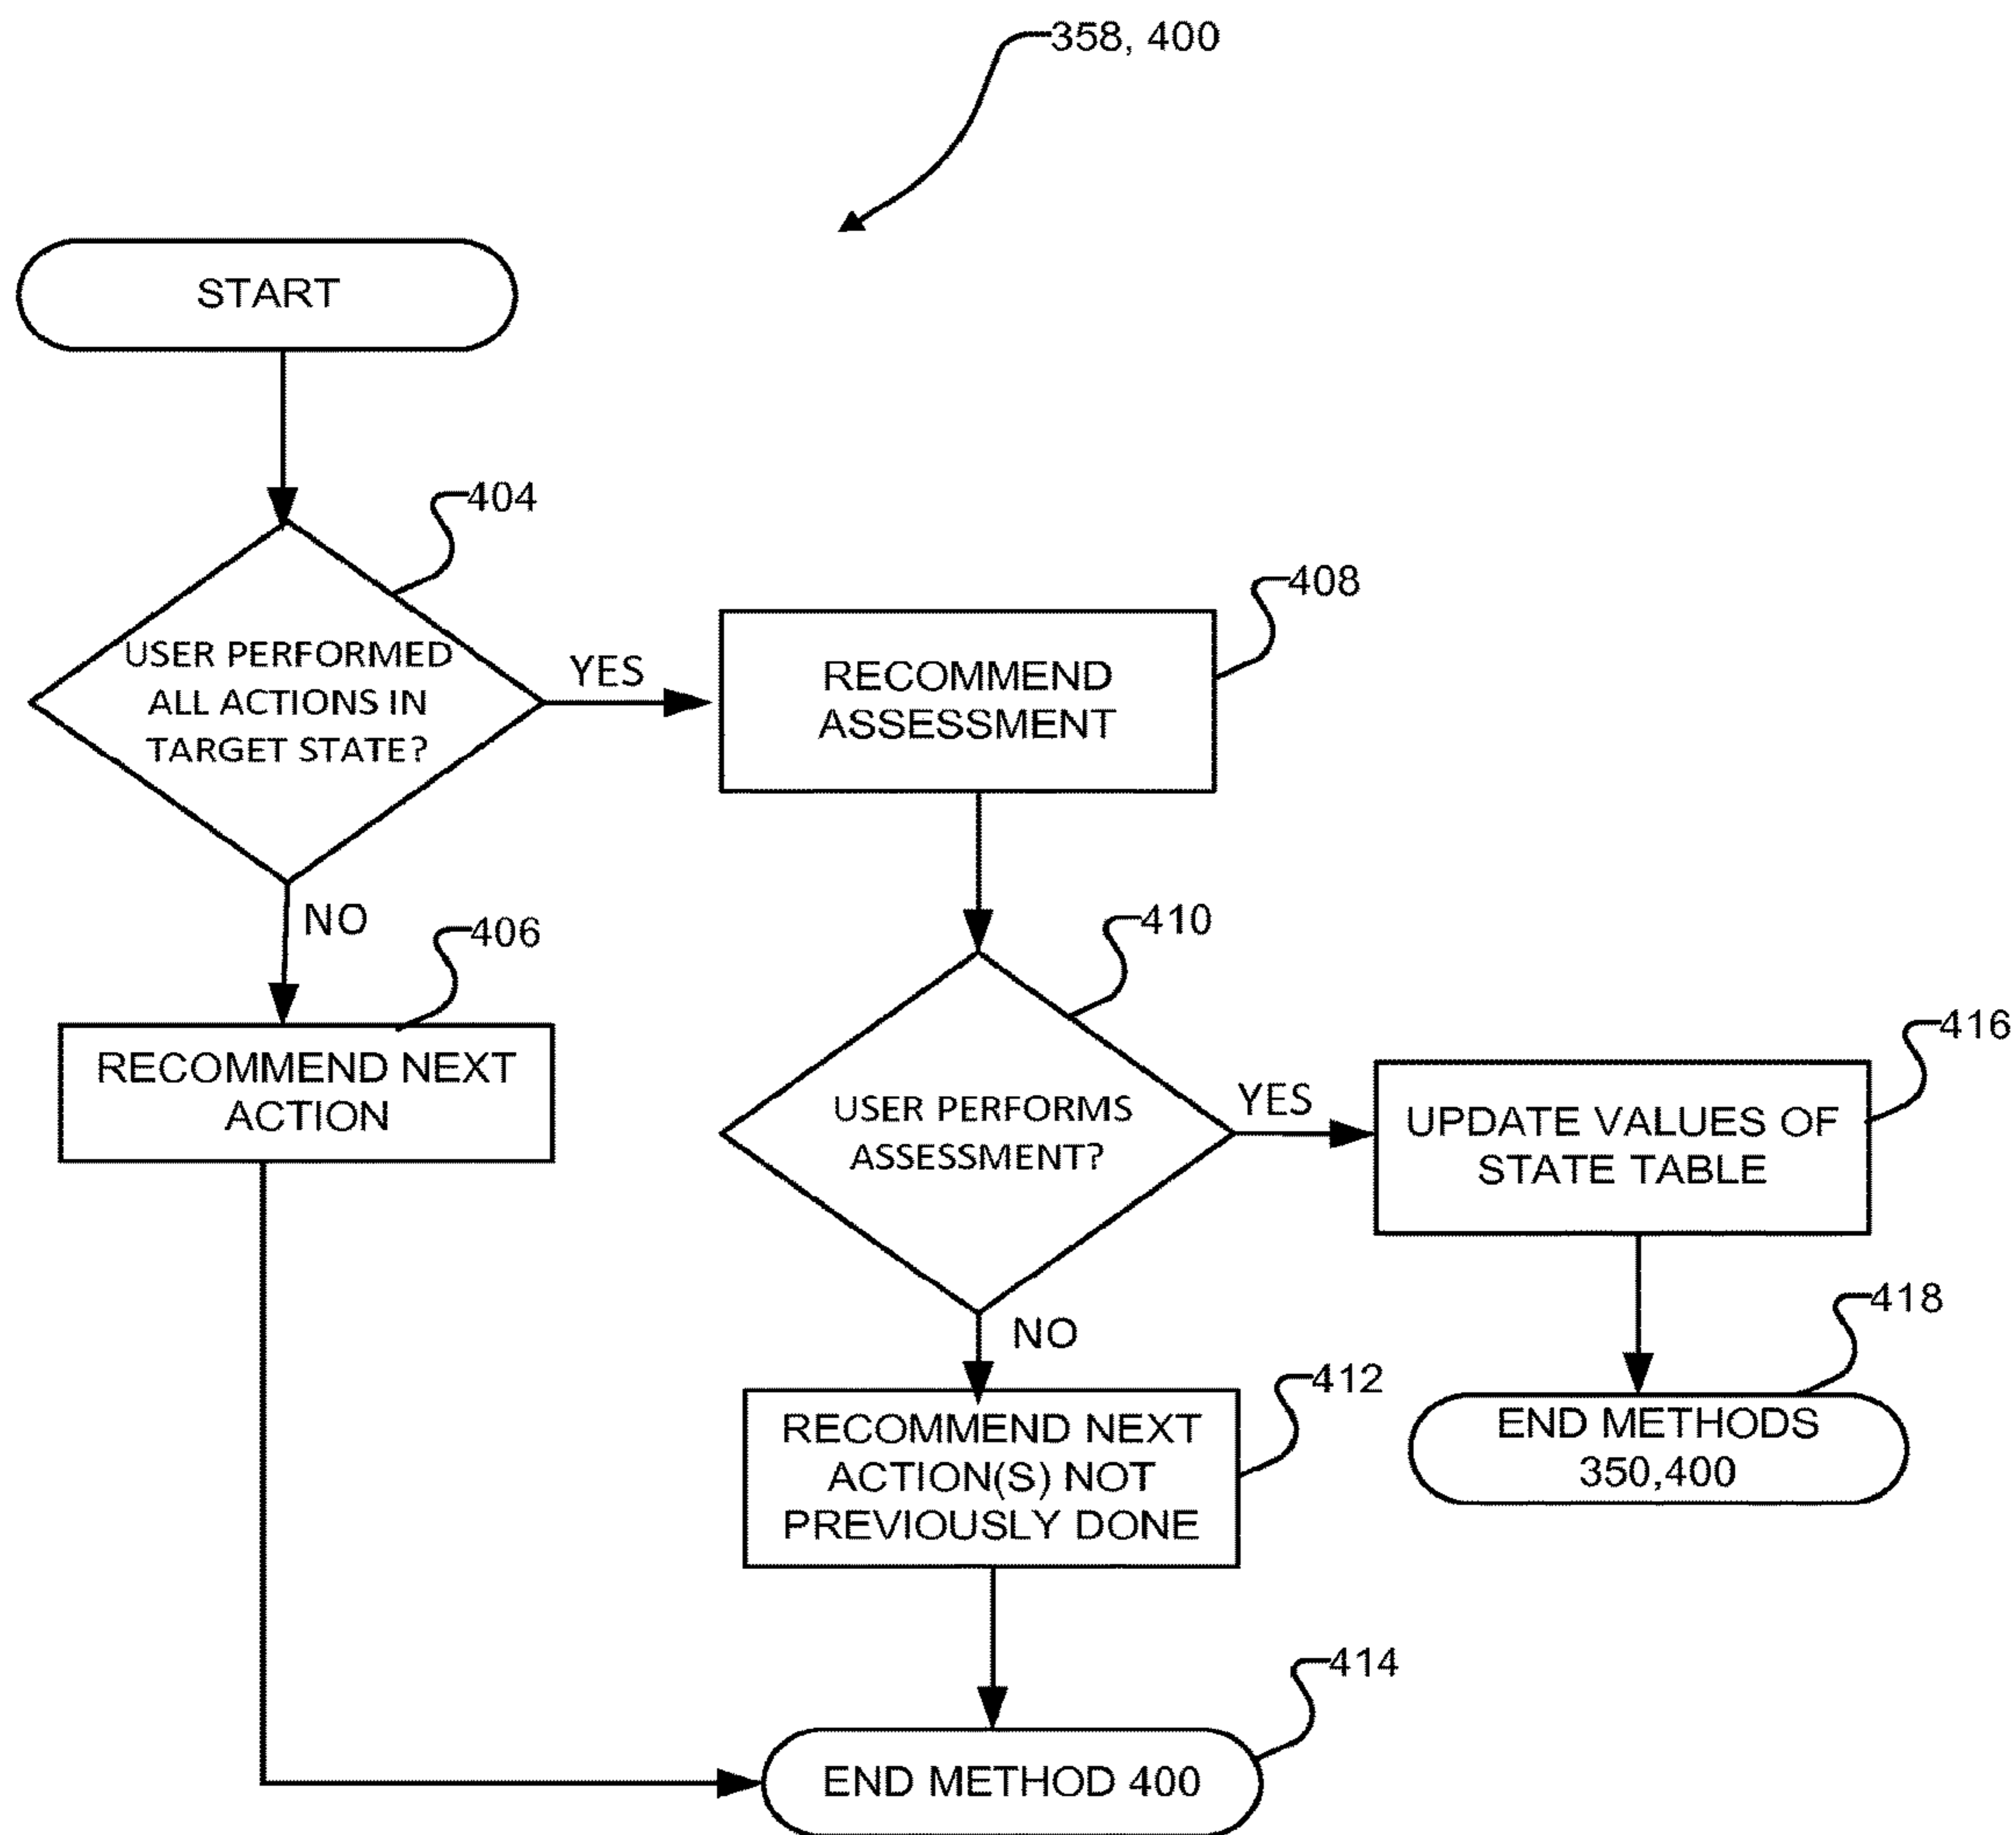 358, 400
START
404
USER PERFORMED
ALL ACTIONS IN
TARGET STATE?
YES
408
RECOMMEND
ASSESSMENT
NO
406
RECOMMEND NEXT
ACTION
410
USER PERFORMS
ASSESSMENT?
YES
416
UPDATE VALUES OF
STATE TABLE
NO
412
RECOMMEND NEXT
ACTION(S) NOT
PREVIOUSLY DONE
418
END METHODS
350,400
414
END METHOD 400